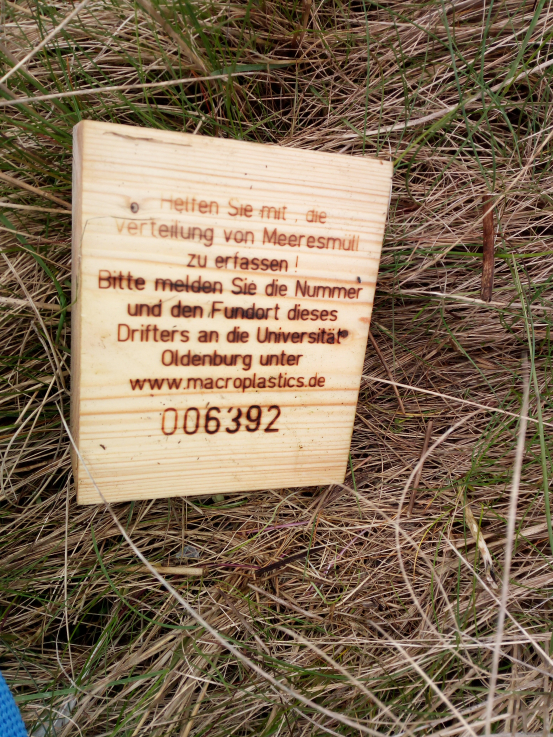 Helfen Sie mit , die
Verteilung von Meeresmüll
zu erfassen !
Bitte melden Sie die Nummer
und den Fundort dieses
Drifters an die Universität
Oldenburg unter
www.macroplastics.de
006392